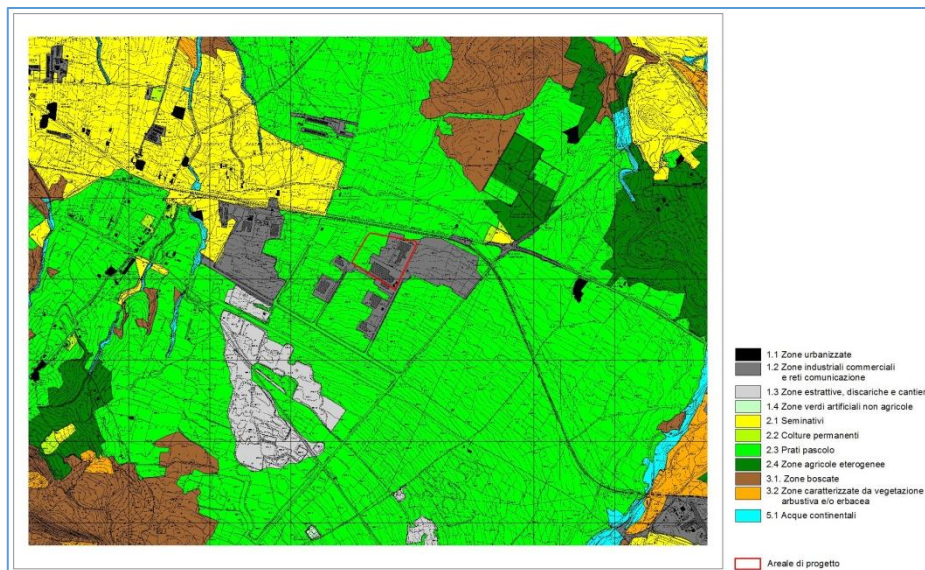 1.1 Zone urbanizzate
1.2 Zone industriali commerciali
e reti comunicazione
1.3 Zone estrattive, discariche e cantier
1.4 Zone verdi artificiali non agricole
2.1 Seminativi
2.2 Colture permanenti
2.3 Prati pascolo
2.4 Zone agricole eterogenee
3.1. Zone boscate
3.2 Zone caratterizzate da vegetazione
arbustiva e/o erbacea
5.1 Acque continentali
Areale di progetto